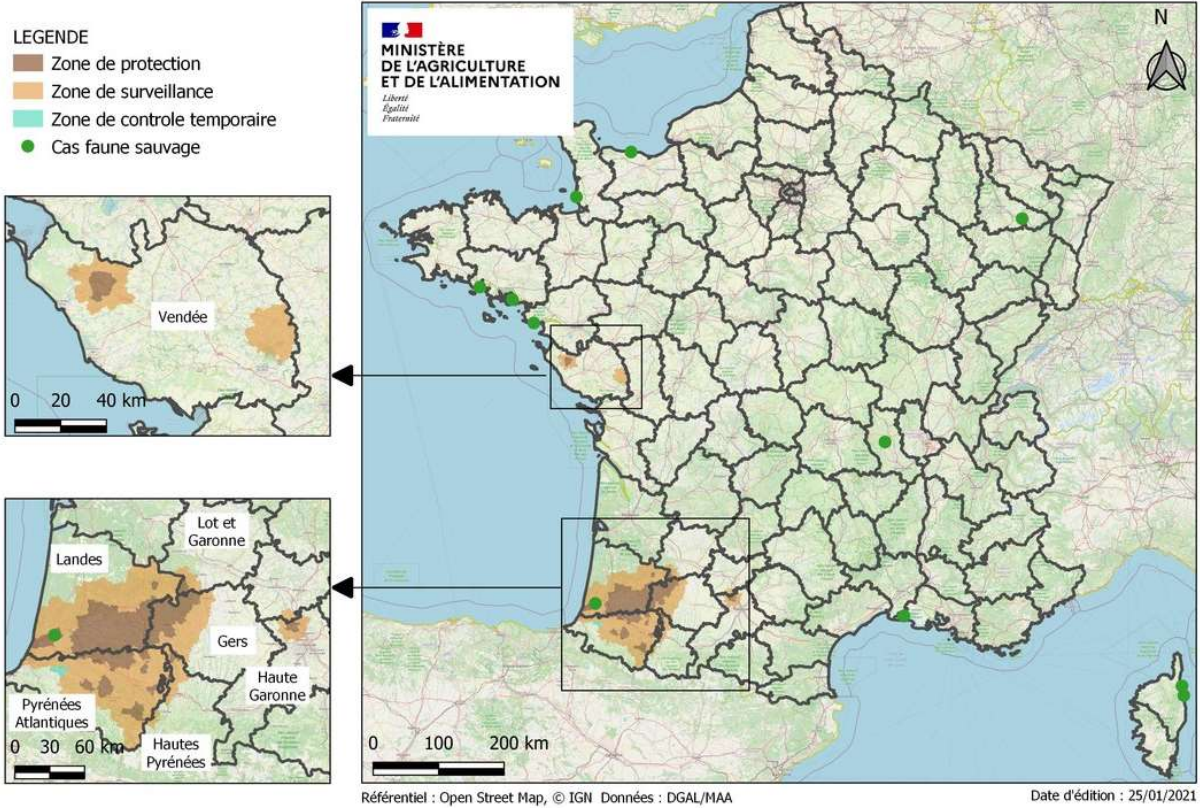 LEGENDE
Zone de protection
Zone de surveillance
Zone de controle temporaire
Cas faune sauvage
MINISTÈRE
DE L'AGRICULTURE
ET DE L'ALIMENTATION
Liberté
Égalité
Fraternité
N
Vendée
0 20 40 km
Lot et
Garonne
Landes
Gers
Haute
Garonne
Pyrénées
Atlantiques
Hautes
Pyrénées
0 30 60 km
0 100 200 km
Référentiel : Open Street Map, © IGN Données : DGAL/MAA
Date d'édition : 25/01/2021